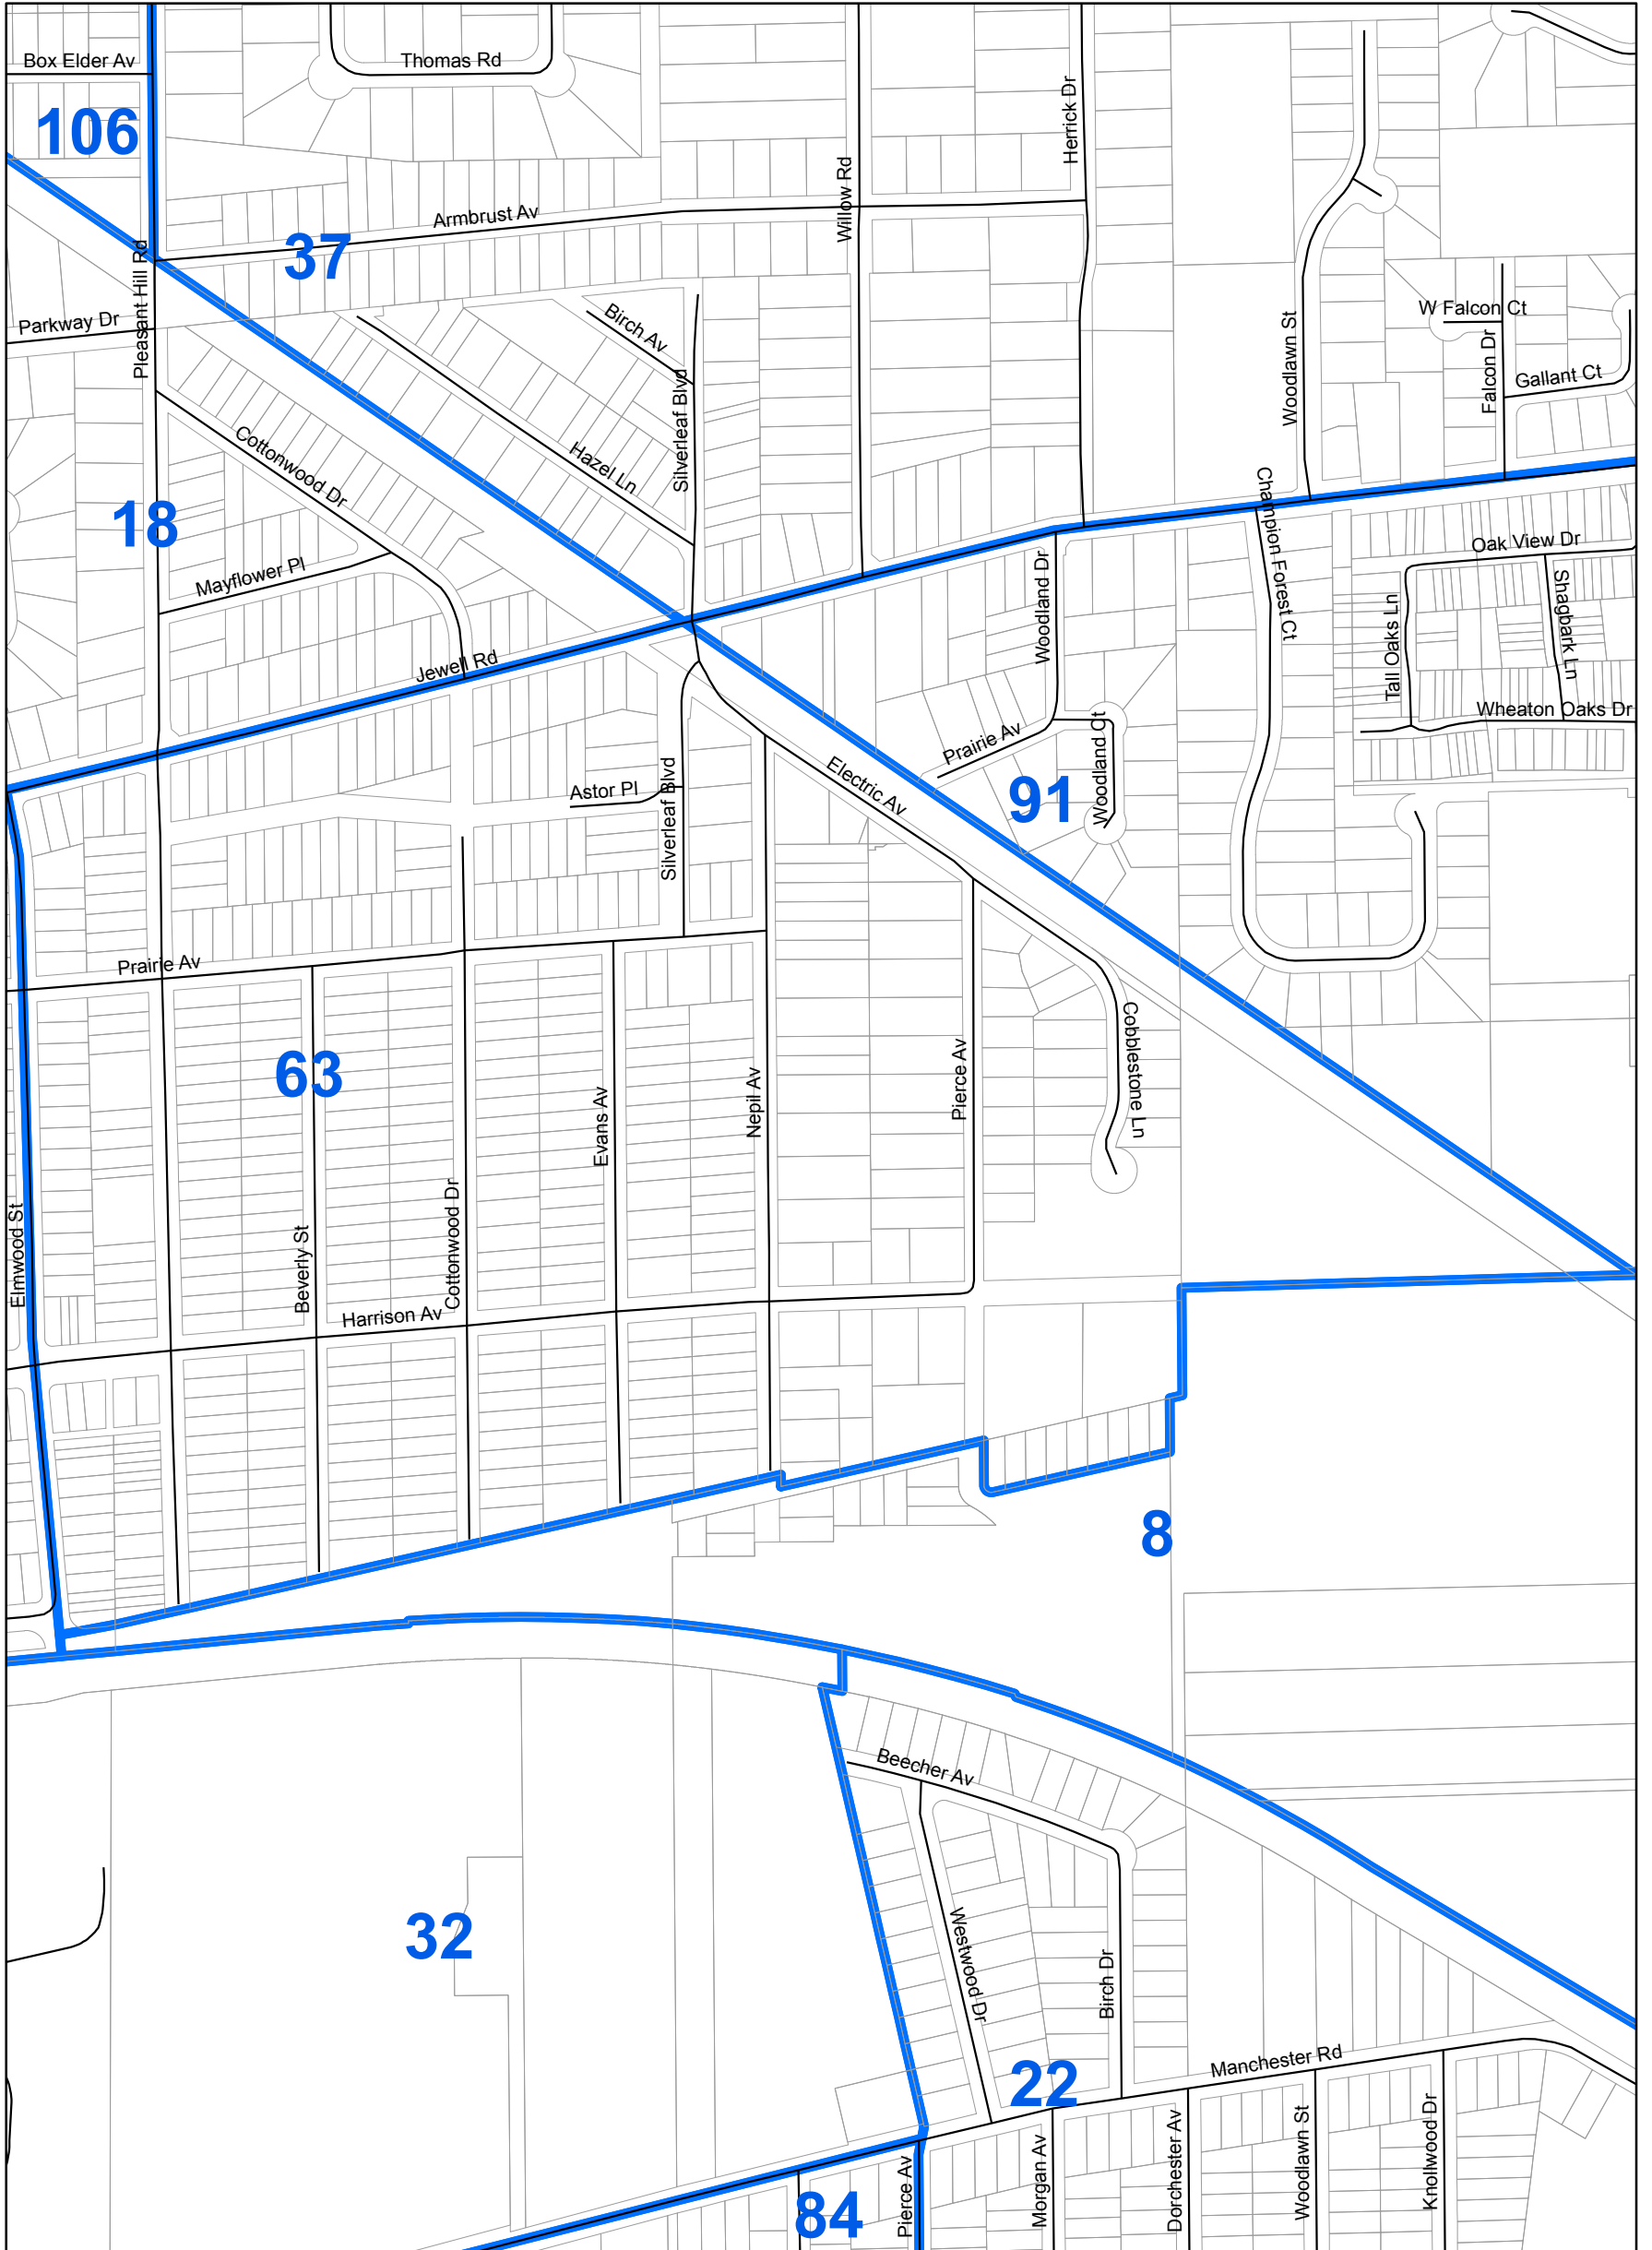 Box Elder Av
Thomas Rd
106
Herrick Dr
Willow Rd
Armbrust Av
37
Pleasant Hill Rd
Parkway Dr
Birch Av
W Falcon Ct
Woodlawn St
Falcon Dr
Gallant Ct
Silverleaf Blvd
Hazel Ln
Cottonwood Dr
18
Champion Forest Ct
Oak View Dr
Mayflower Pl
Woodland Dr
Shagbark Ln
Tall Oaks Ln
Jewell Rd
Wheaton Oaks Dr
Prairie Av
Woodland Ct
Electric Av
91
Astor Pl
Silverleaf Blvd
Prairie Av
63
Cobblestone Ln
Pierce Av
Nepil Av
Evans Av
Elmwood St
Beverly St
Cottonwood Dr
Harrison Av
8
Beecher Av
32
Westwood Dr
Birch Dr
22
Manchester Rd
84
Pierce Av
Morgan Av
Dorchester Av
Woodlawn St
Knollwood Dr